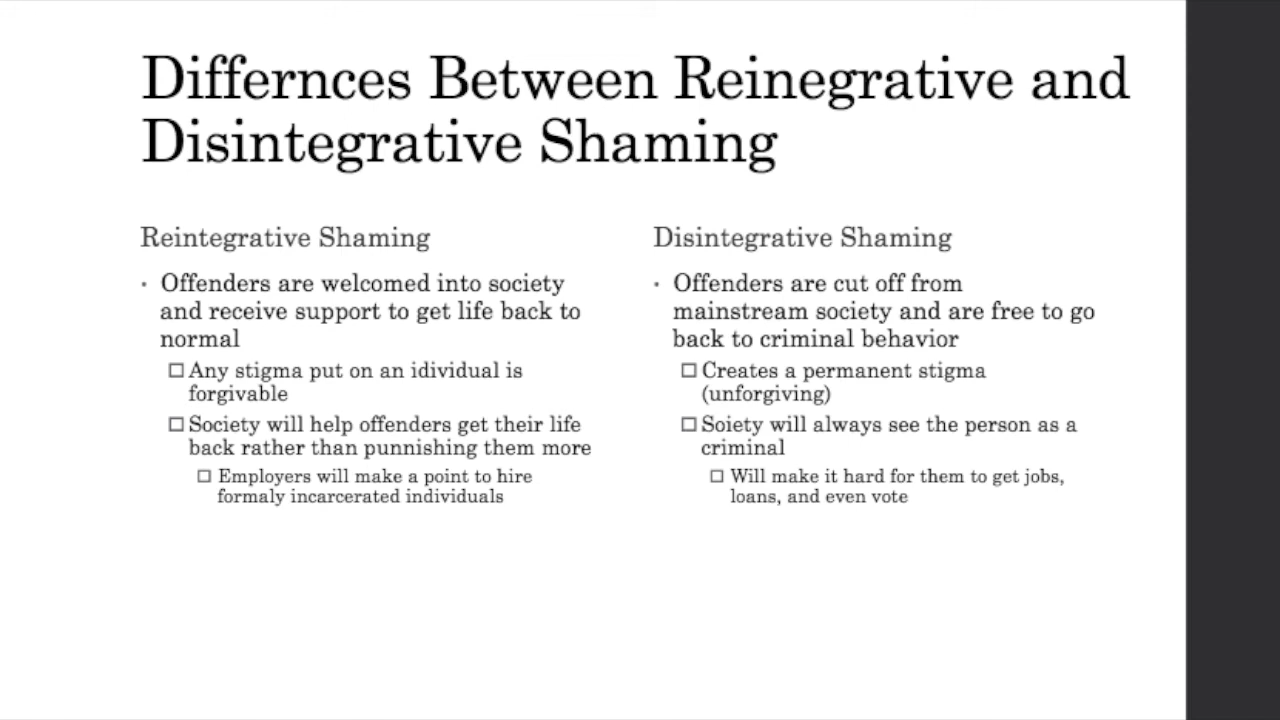 Differnces Between Reinegrative and
Disintegrative Shaming
Reintegrative Shaming
• Offenders are welcomed into society
and receive support to get life back to
normal
□ Any stigma put on an idividual is
forgivable
□ Society will help offenders get their life
back rather than punnishing them more
□ Employers will make a point to hire
formaly incarcerated individuals
Disintegrative Shaming
• Offenders are cut off from
mainstream society and are free to go
back to criminal behavior
□ Creates a permanent stigma
(unforgiving)
□ Soiety will always see the person as a
criminal
□ Will make it hard for them to get jobs,
loans, and even vote